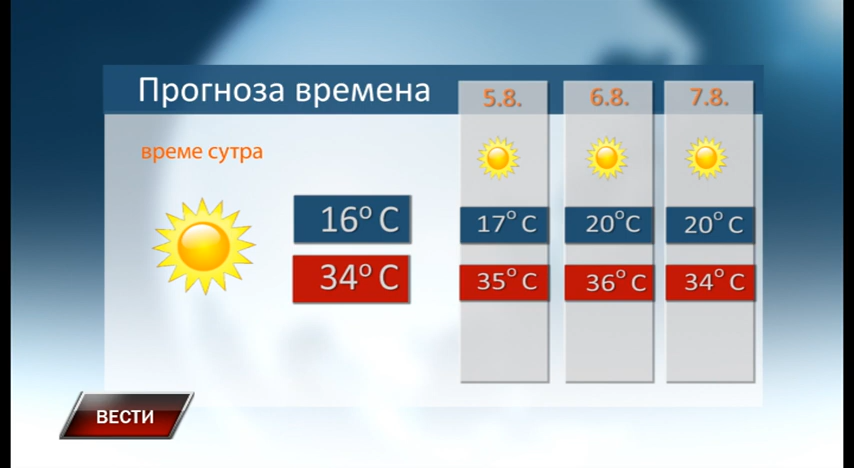 Прогноза времена
време сутра
16° C
34° C
5.8.
17° C
35° C
6.8.
20°C
36° C
7.8.
20° C
34° C
ВЕСТИ